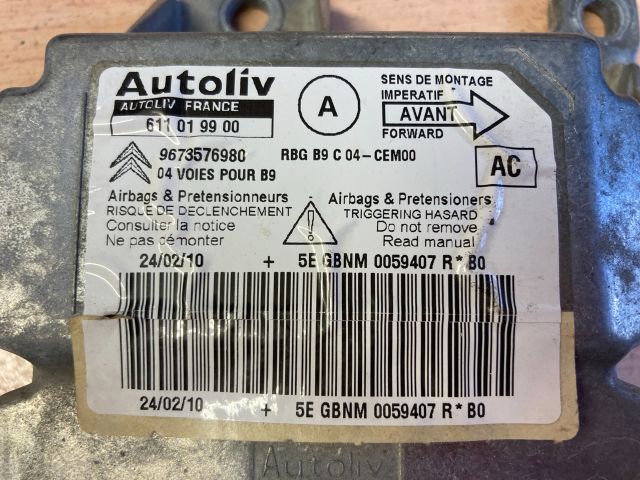 Autoliv
AUTOLIV FRANCE
611 01 99 00
A
SENS DE MONTAGE
IMPERATIF
AVANT
FORWARD
9673576980 RBG B9 C 04-CEM00
04 VOIES POUR B9
AC
Airbags & Pretensionneurs
RISQUE DE DECLENCHEMENT
Consulter la notice
Ne pas démonter
!
Airbags & Pretensioners
TRIGGERING HASARD
Do not remove
Read manual
24/02/10 + 5E GBNM 0059407 R*B0
24/02/10 + 5E GBNM 0059407 R*B0
Autoliv